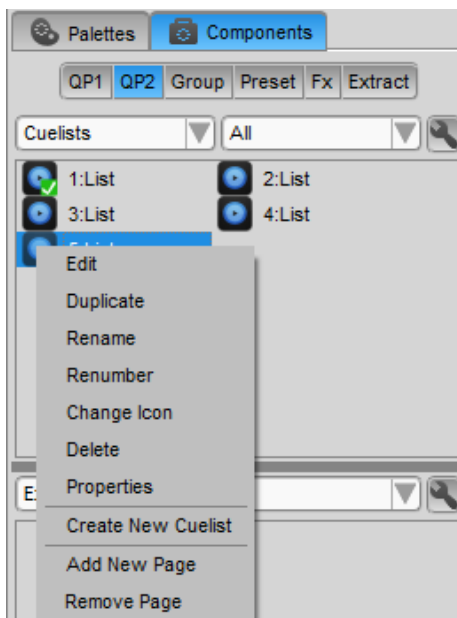 Palettes Components
QP1 QP2 Group Preset Fx Extract
Cuelists All
1:List 2:List
3:List 4:List
Edit
Duplicate
Rename
Renumber
Change Icon
Delete
Properties
Create New Cuelist
Add New Page
Remove Page